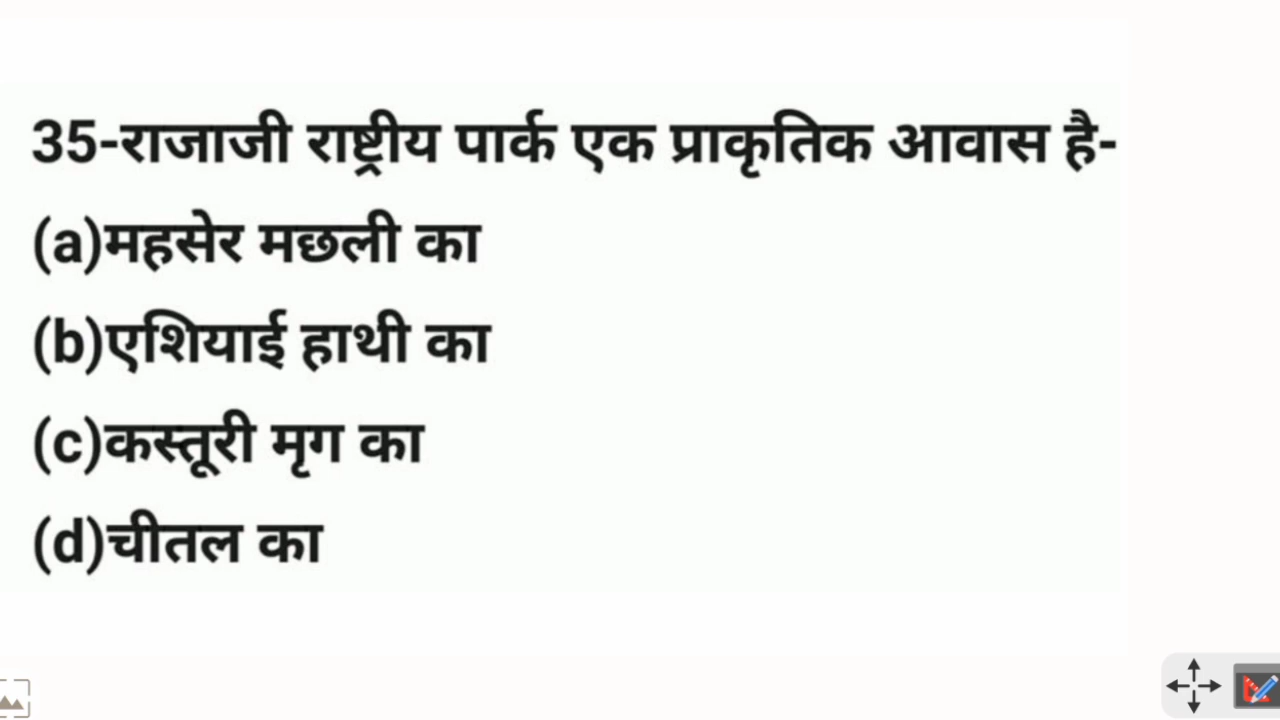 35-राजाजी राष्ट्रीय पार्क एक प्राकृतिक आवास है-
(a)महसेर मछली का
(b)एशियाई हाथी का
(c)कस्तूरी मृग का
(d)चीतल का